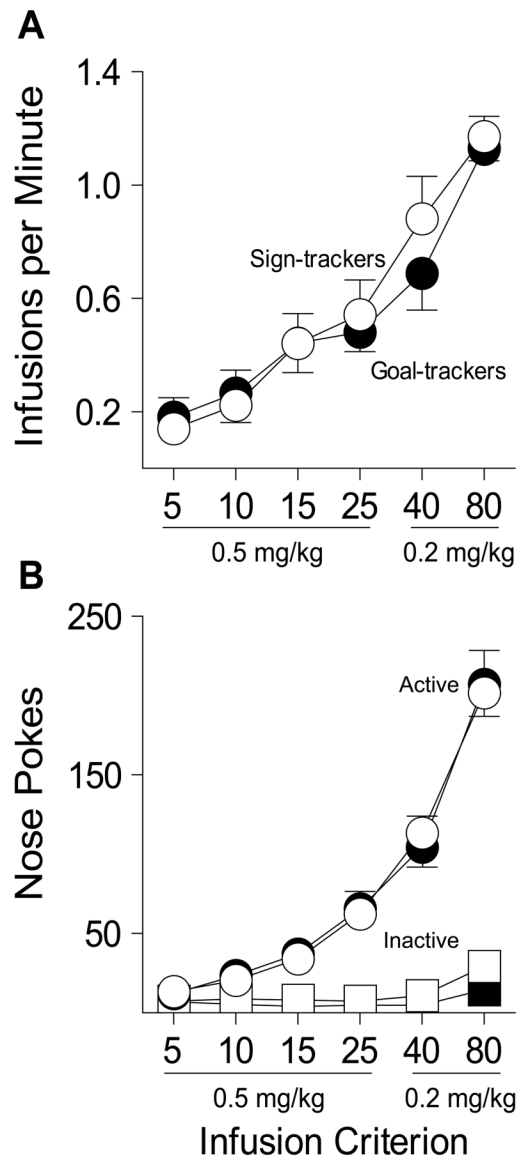 A
Infusions per Minute
1.4
1.0
0.6
0.2
Sign-trackers
Goal-trackers
5 10 15 25 40 80
0.5 mg/kg 0.2 mg/kg
B
Nose Pokes
250
150
50
Active
Inactive
5 10 15 25 40 80
0.5 mg/kg 0.2 mg/kg
Infusion Criterion